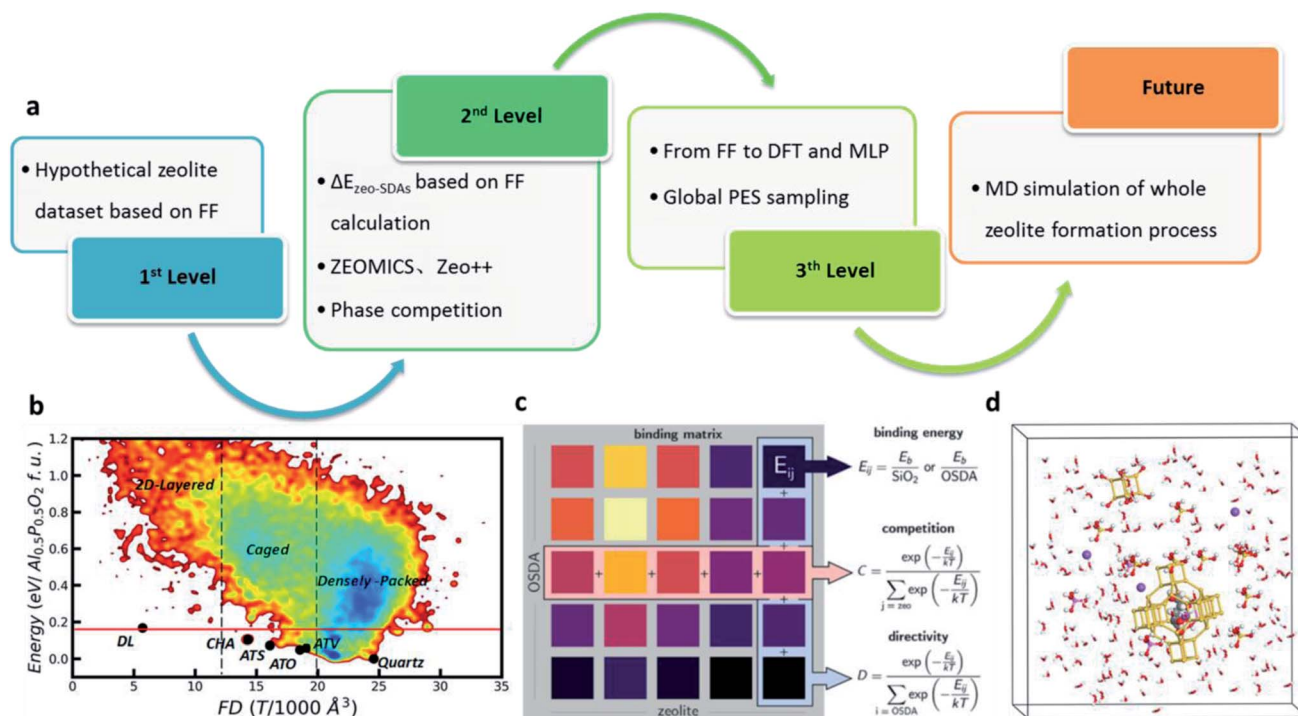 a
• Hypothetical zeolite
dataset based on FF
1st Level
2nd Level
• ΔEzeo-SDAs based on FF
calculation
• ZEOMICS、Zeo++
• Phase competition
• From FF to DFT and MLP
• Global PES sampling
3th Level
Future
• MD simulation of whole
zeolite formation process
b
Energy (eV/ Al0.5P0.5O2 f.u.)
1.2
1.0
0.8
0.6
0.4
0.2
0.0
2D-Layered
Caged
Densely-Packed
DL
CHA
ATS
ATO
ATV
Quartz
0 5 10 15 20 25 30 35
FD (T/1000 Å3)
c
binding matrix
OSDA
zeolite
Eij
+
+
+ + + +
+
+
binding energy
Eij = Eb/SiO2 or Eb/OSDA
competition
C = exp(-Eij/kT) / Σj = zeo exp(-Eij/kT)
directivity
D = exp(-Eij/kT) / Σi = OSDA exp(-Eij/kT)
d